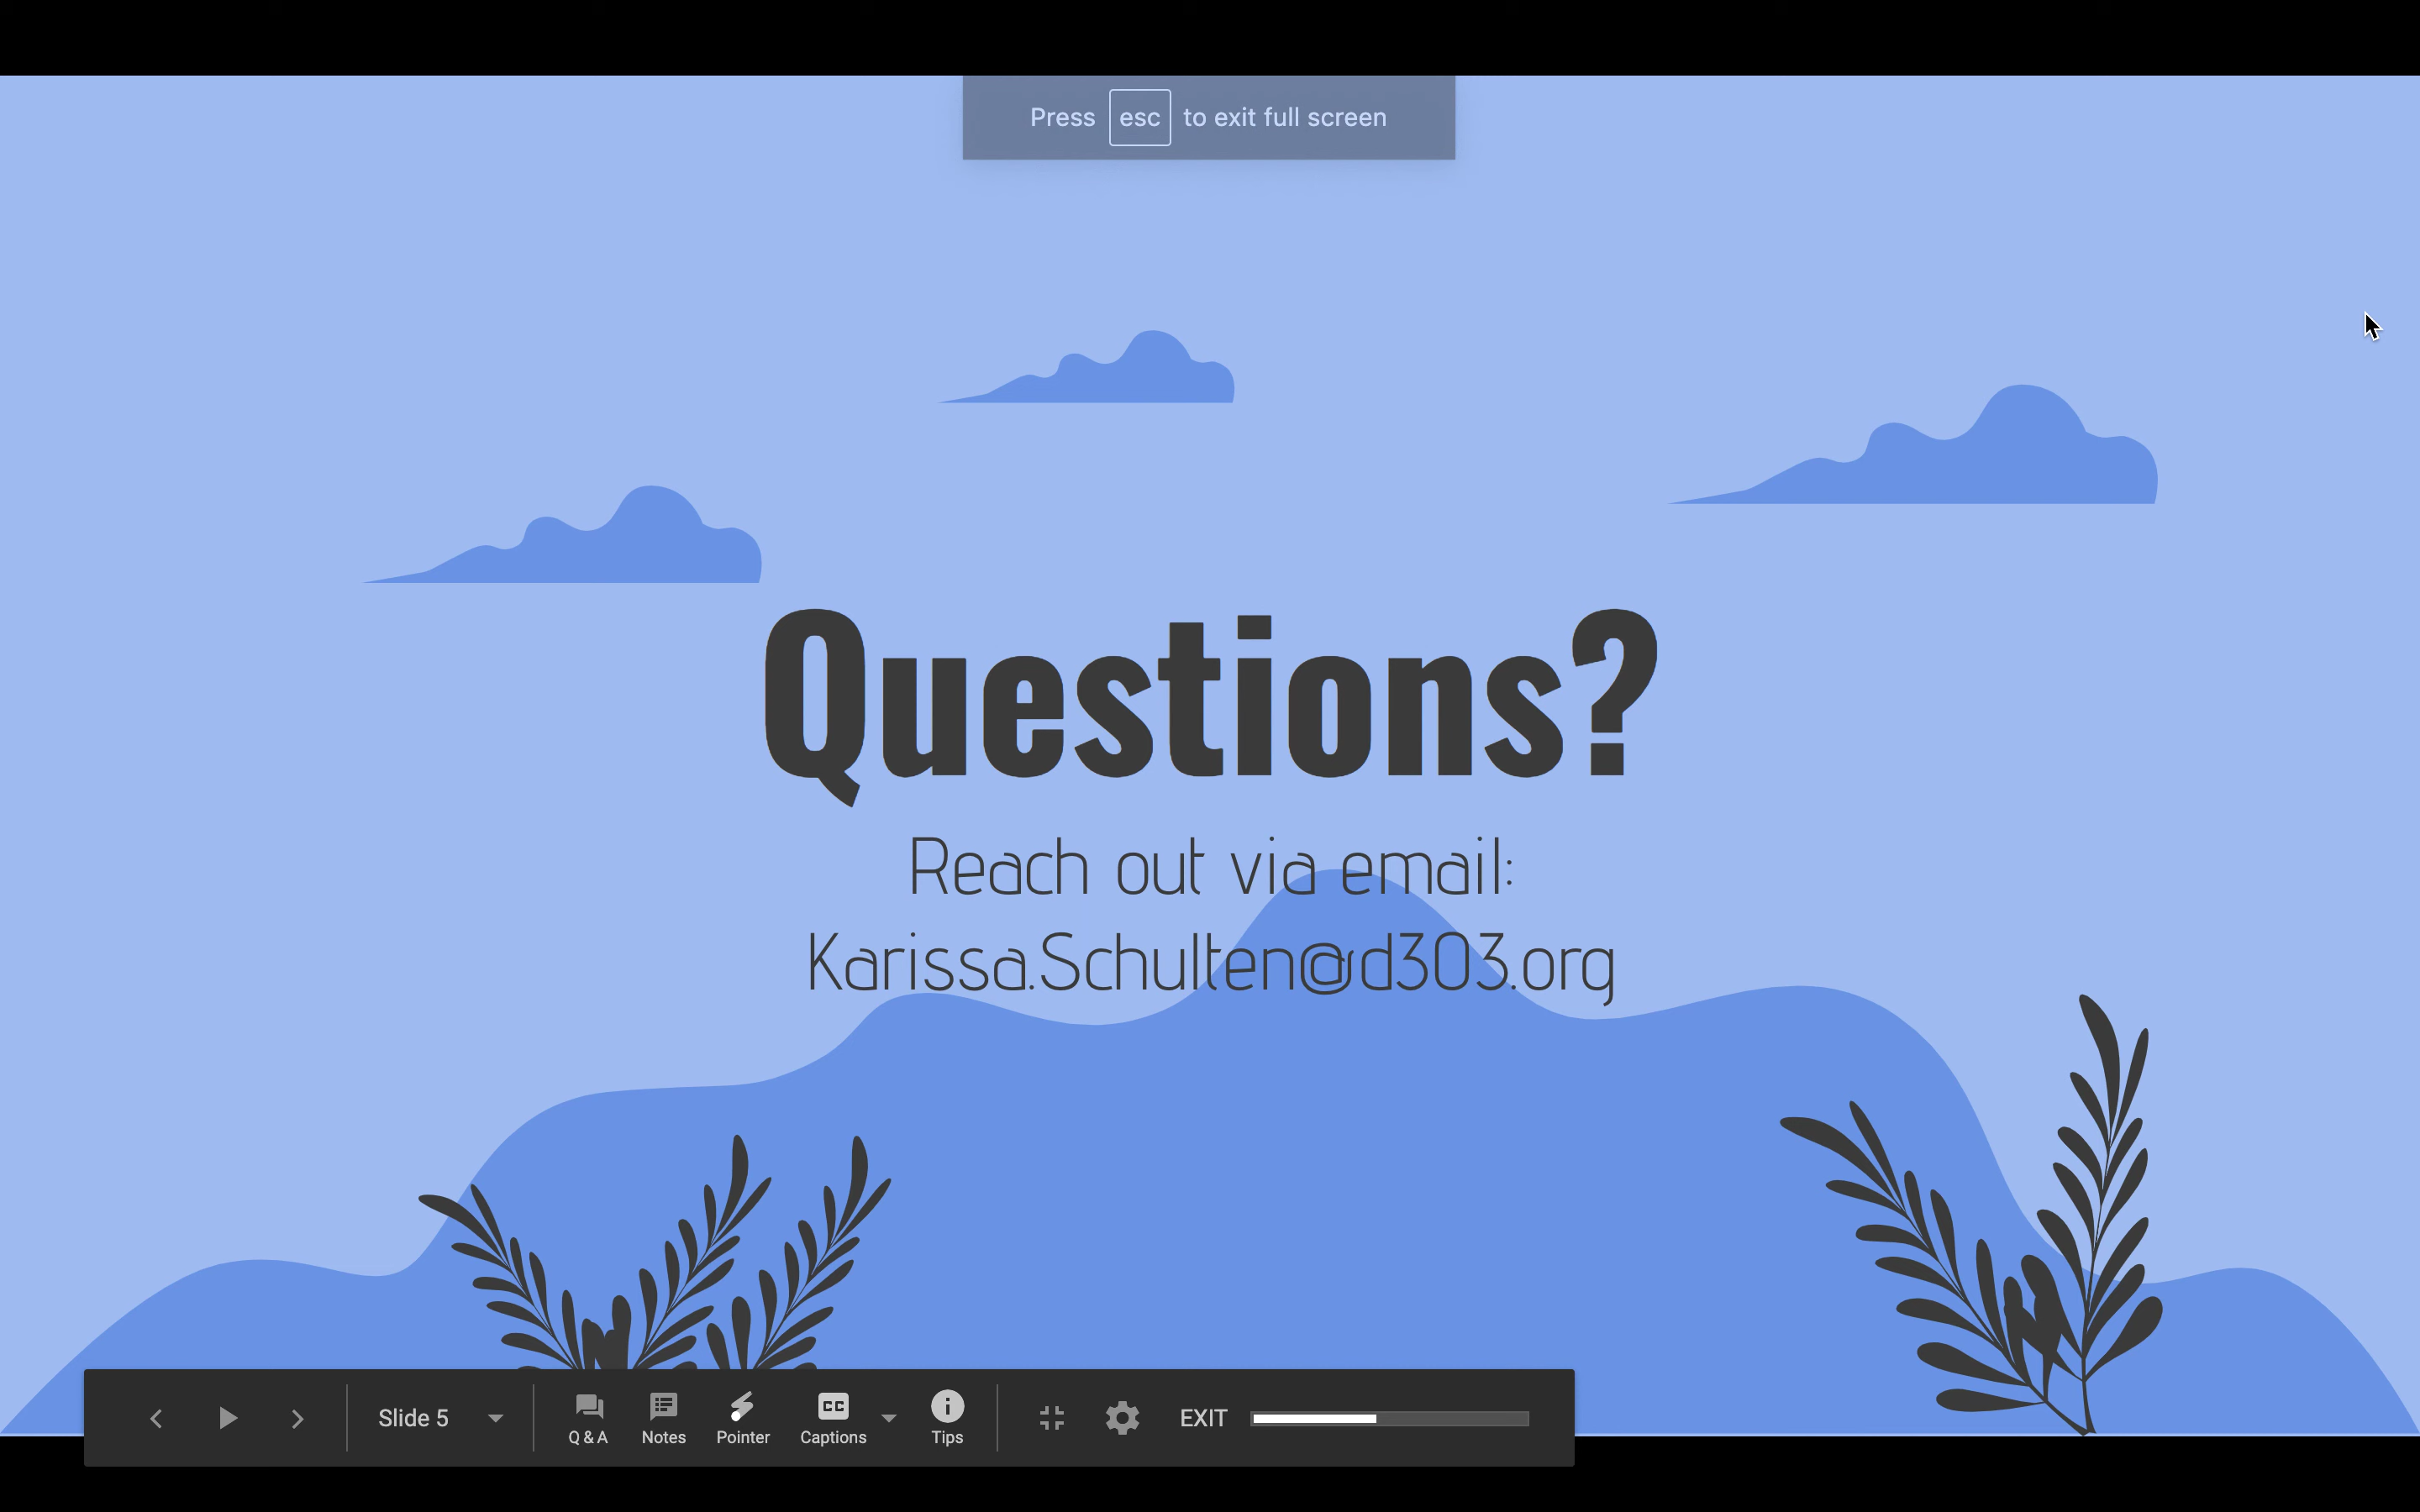 Press esc to exit full screen
Questions?
Reach out via email:
Karissa.Schulten@d303.org
Slide 5
Q & A
Notes
Pointer
CC
Captions
Tips
EXIT